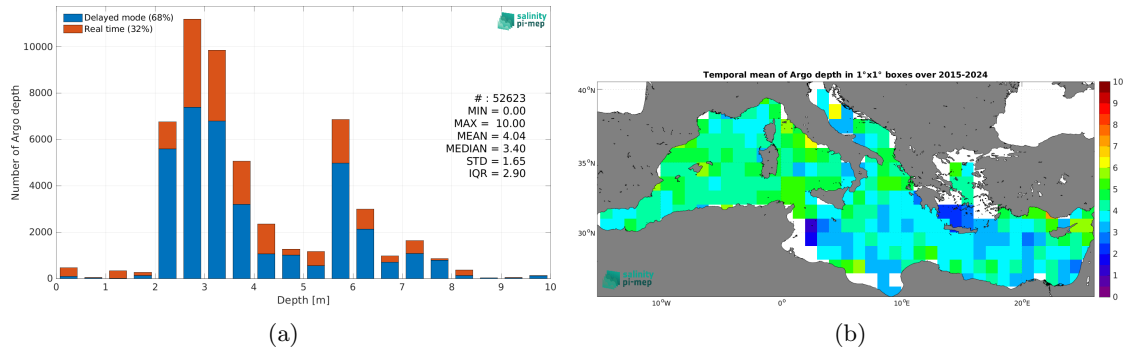 Delayed mode (68%)
Real time (32%)
salinity
pi-mep
10000
8000
6000
4000
2000
0
Number of Argo depth
# : 52623
MIN = 0.00
MAX = 10.00
MEAN = 4.04
MEDIAN = 3.40
STD = 1.65
IQR = 2.90
0 1 2 3 4 5 6 7 8 9 10
Depth [m]
(a)
Temporal mean of Argo depth in 1°x1° boxes over 2015-2024
40°N
35°N
30°N
salinity
pi-mep
10°W 0° 10°E 20°E
10
9
8
7
6
5
4
3
2
1
0
(b)